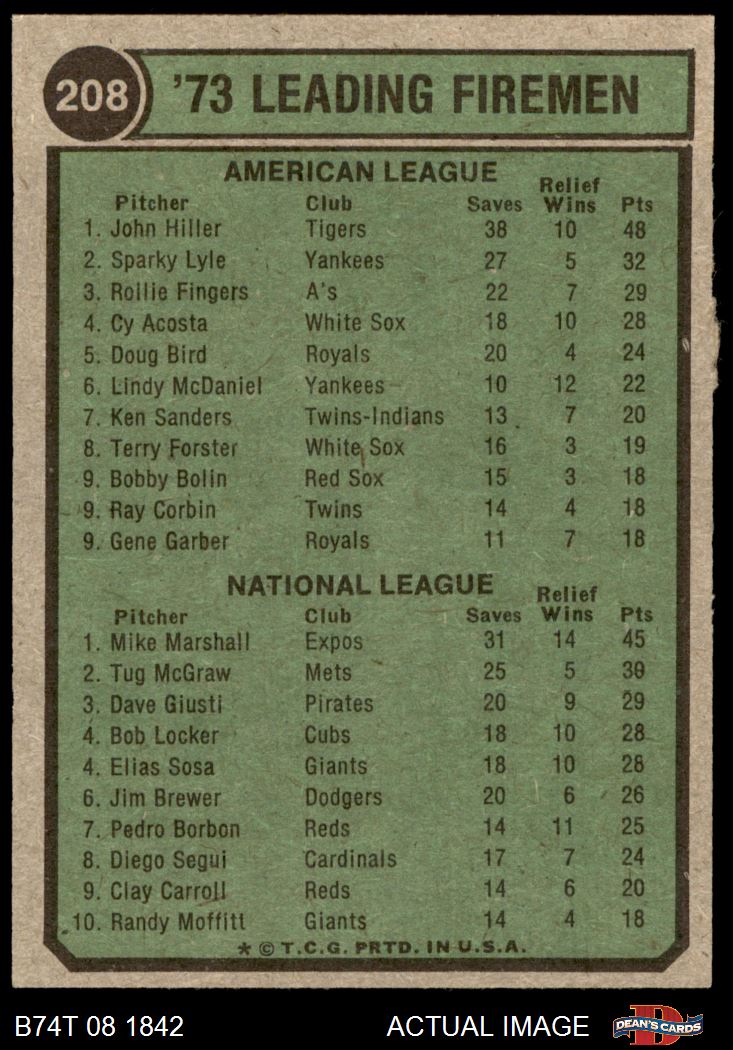 208 '73 LEADING FIREMEN
AMERICAN LEAGUE
Pitcher Club Saves Relief Wins Pts
1. John Hiller Tigers 38 10 48
2. Sparky Lyle Yankees 27 5 32
3. Rollie Fingers A's 22 7 29
4. Cy Acosta White Sox 18 10 28
5. Doug Bird Royals 20 4 24
6. Lindy McDaniel Yankees 10 12 22
7. Ken Sanders Twins-Indians 13 7 20
8. Terry Forster White Sox 16 3 19
9. Bobby Bolin Red Sox 15 3 18
9. Ray Corbin Twins 14 4 18
9. Gene Garber Royals 11 7 18
NATIONAL LEAGUE
Pitcher Club Saves Relief Wins Pts
1. Mike Marshall Expos 31 14 45
2. Tug McGraw Mets 25 5 30
3. Dave Giusti Pirates 20 9 29
4. Bob Locker Cubs 18 10 28
4. Elias Sosa Giants 18 10 28
6. Jim Brewer Dodgers 20 6 26
7. Pedro Borbon Reds 14 11 25
8. Diego Segui Cardinals 17 7 24
9. Clay Carroll Reds 14 6 20
10. Randy Moffitt Giants 14 4 18
* © T.C.G. PRTD. IN U.S.A.
B74T 08 1842 ACTUAL IMAGE DEAN'S CARDS